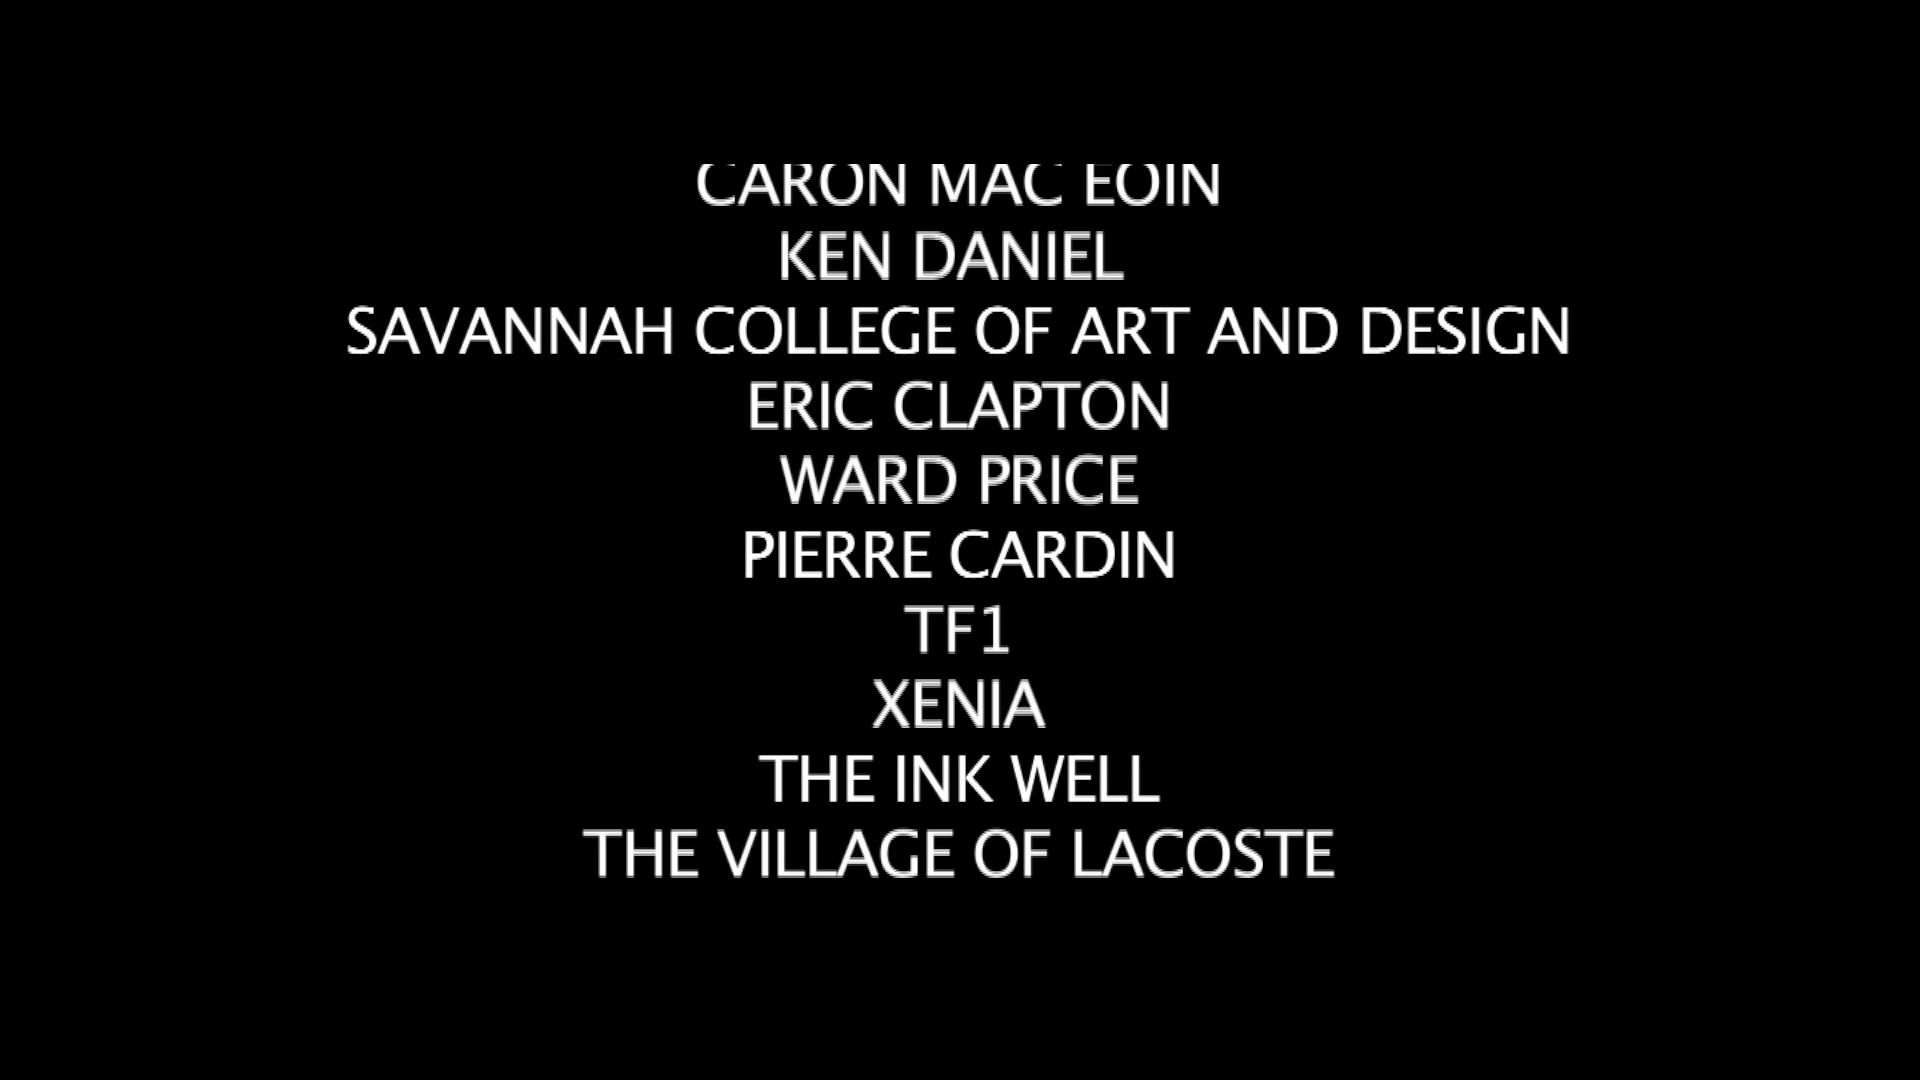 CARON MAC EOIN
KEN DANIEL
SAVANNAH COLLEGE OF ART AND DESIGN
ERIC CLAPTON
WARD PRICE
PIERRE CARDIN
TF1
XENIA
THE INK WELL
THE VILLAGE OF LACOSTE